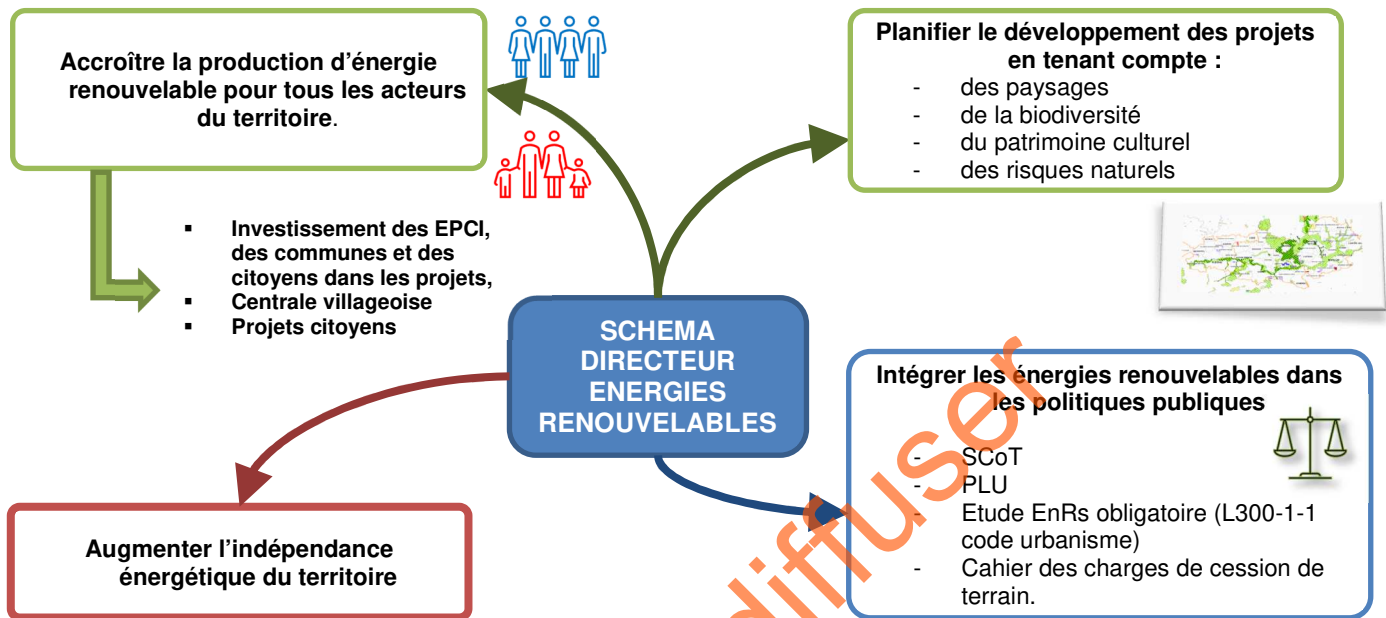 Accroître la production d'énergie
renouvelable pour tous les acteurs
du territoire.
▪ Investissement des EPCI,
des communes et des
citoyens dans les projets,
▪ Centrale villageoise
▪ Projets citoyens
Planifier le développement des projets
en tenant compte :
- des paysages
- de la biodiversité
- du patrimoine culturel
- des risques naturels
SCHEMA
DIRECTEUR
ENERGIES
RENOUVELABLES
Intégrer les énergies renouvelables dans
les politiques publiques
- SCoT
- PLU
- Etude EnRs obligatoire (L300-1-1
code urbanisme)
- Cahier des charges de cession de
terrain.
Augmenter l'indépendance
énergétique du territoire
diffuser